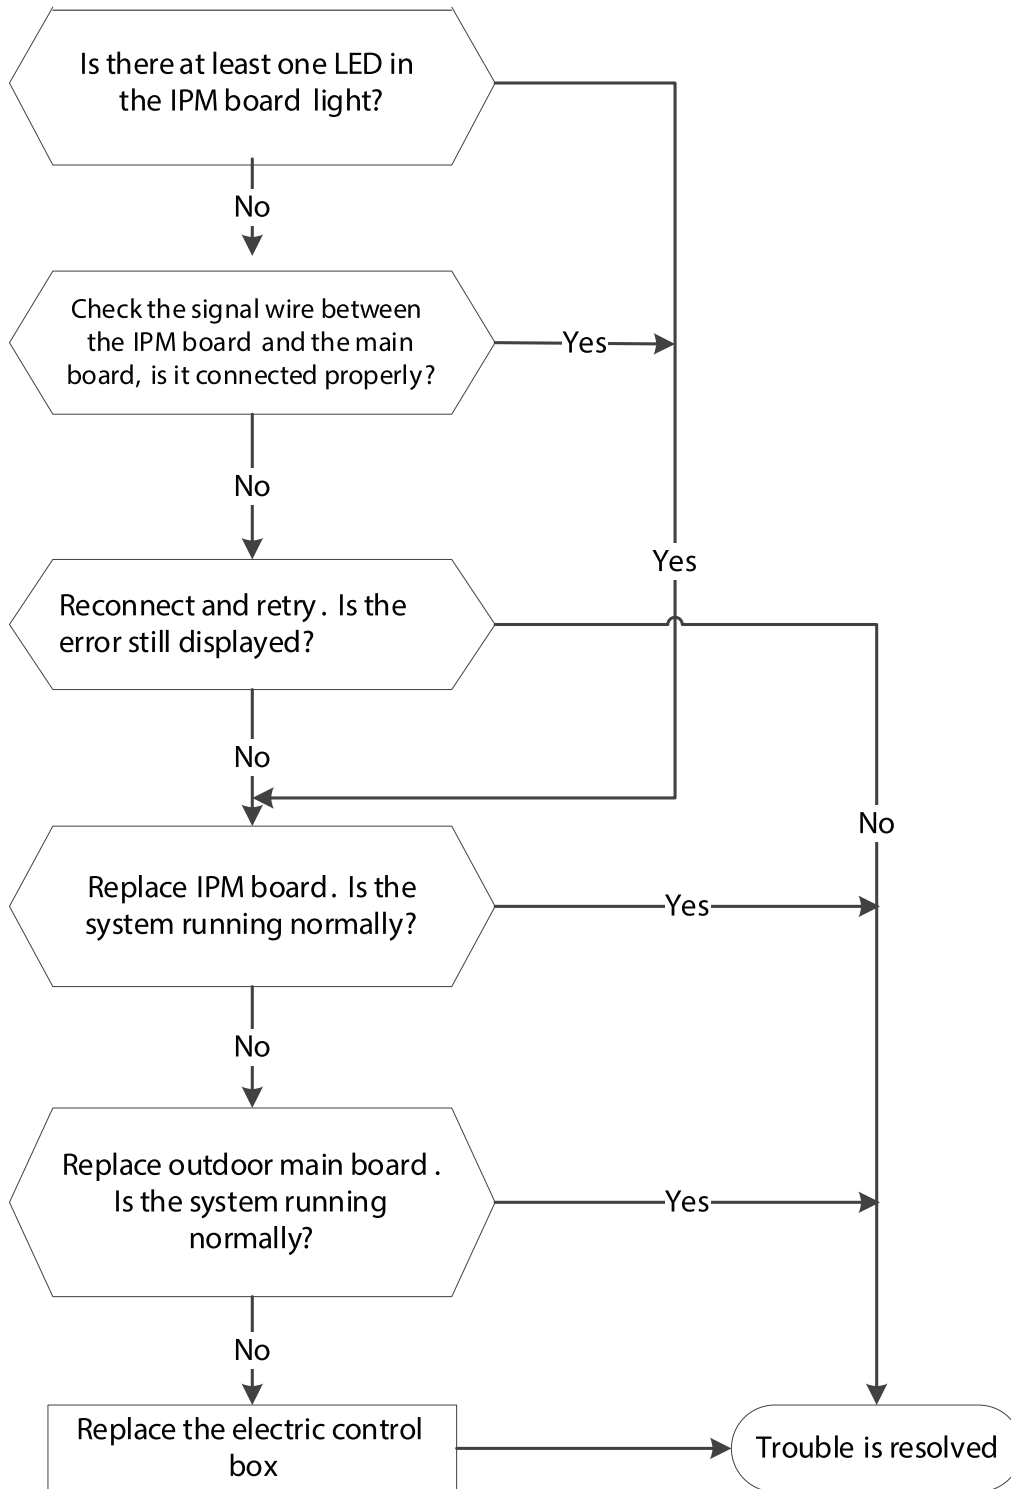 Is there at least one LED in
the IPM board light?
No
Check the signal wire between
the IPM board and the main
board, is it connected properly?
Yes
No
Yes
Reconnect and retry. Is the
error still displayed?
No
No
Replace IPM board. Is the
system running normally?
Yes
No
Replace outdoor main board.
Is the system running
normally?
Yes
No
Replace the electric control
box
Trouble is resolved